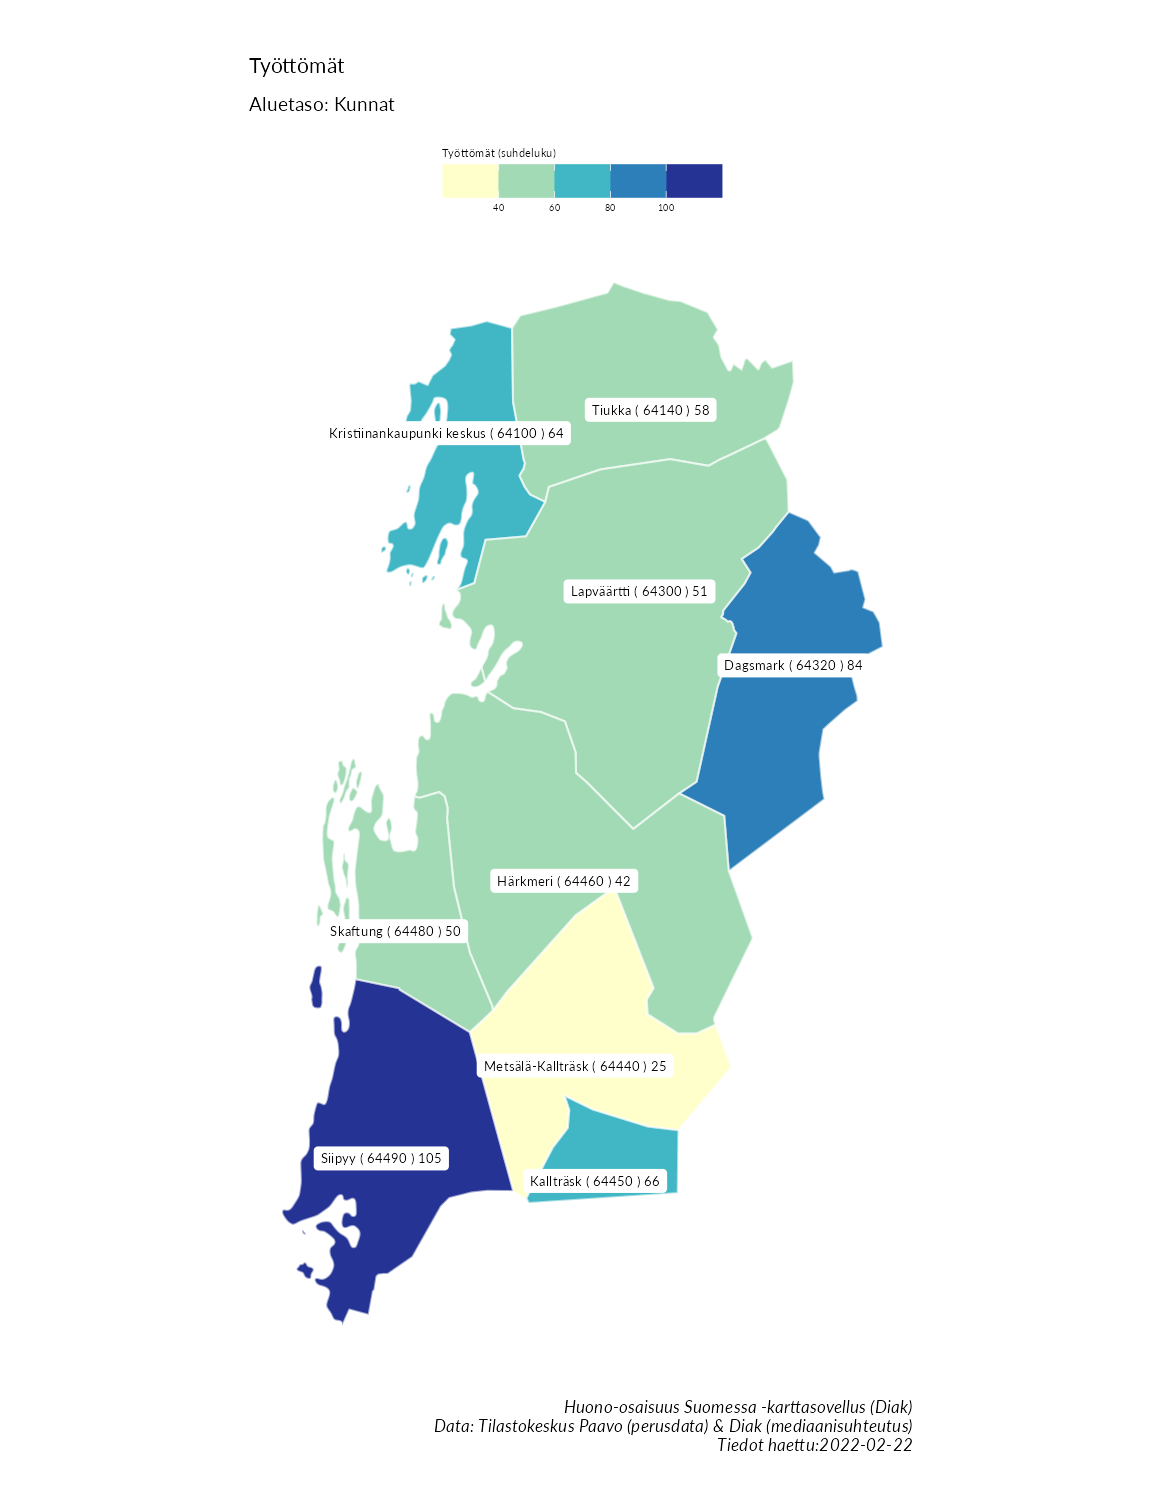 Työttömät
Aluetaso: Kunnat
Työttömät (suhdeluku)
40 60 80 100
Tiukka ( 64140 ) 58
Kristiinankaupunki keskus ( 64100 ) 64
Lapväärtti ( 64300 ) 51
Dagsmark ( 64320 ) 84
Härkmeri ( 64460 ) 42
Skaftung ( 64480 ) 50
Metsälä-Kallträsk ( 64440 ) 25
Siipyy ( 64490 ) 105
Kallträsk ( 64450 ) 66
Huono-osaisuus Suomessa -karttasovellus (Diak)
Data: Tilastokeskus Paavo (perusdata) & Diak (mediaanisuhteutus)
Tiedot haettu:2022-02-22